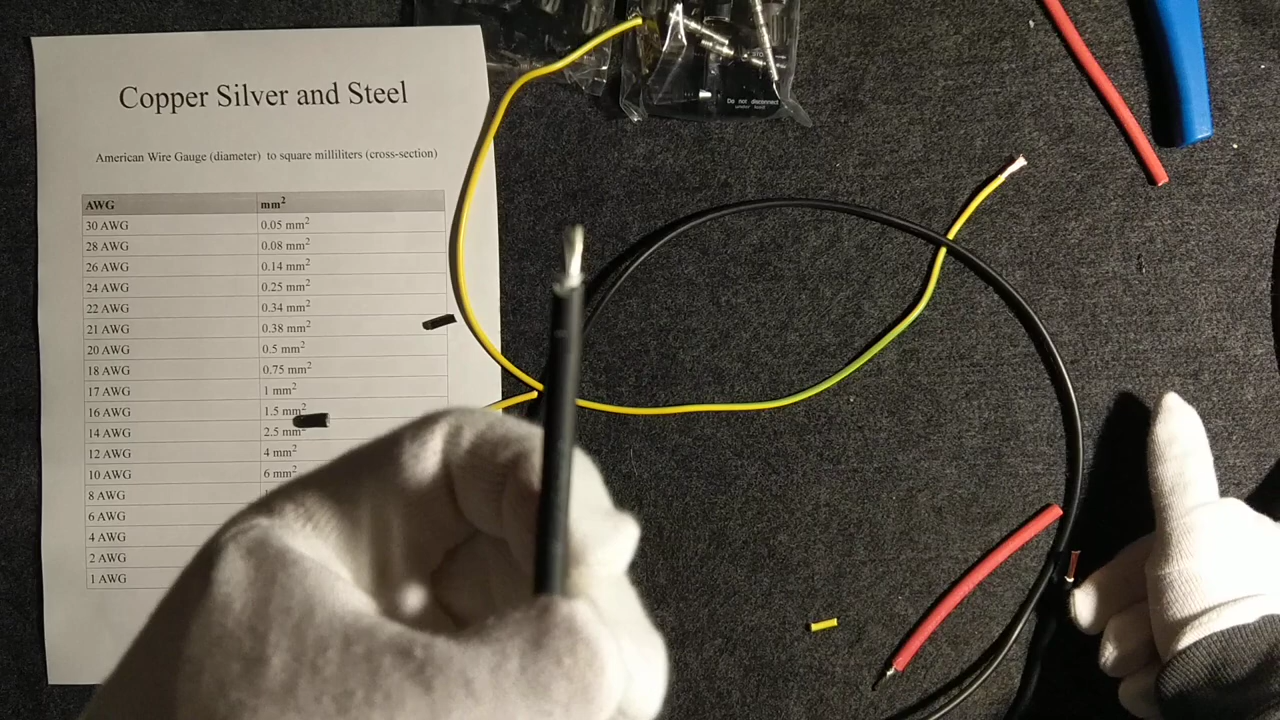 Copper Silver and Steel
American Wire Gauge (diameter) to square milliliters (cross-section)
AWG mm²
30 AWG 0.05 mm²
28 AWG 0.08 mm²
26 AWG 0.14 mm²
24 AWG 0.25 mm²
22 AWG 0.34 mm²
21 AWG 0.38 mm²
20 AWG 0.5 mm²
18 AWG 0.75 mm²
17 AWG 1 mm²
16 AWG 1.5 mm²
14 AWG 2.5 mm²
12 AWG 4 mm²
10 AWG 6 mm²
8 AWG
6 AWG
4 AWG
2 AWG
1 AWG
Do not disconnect